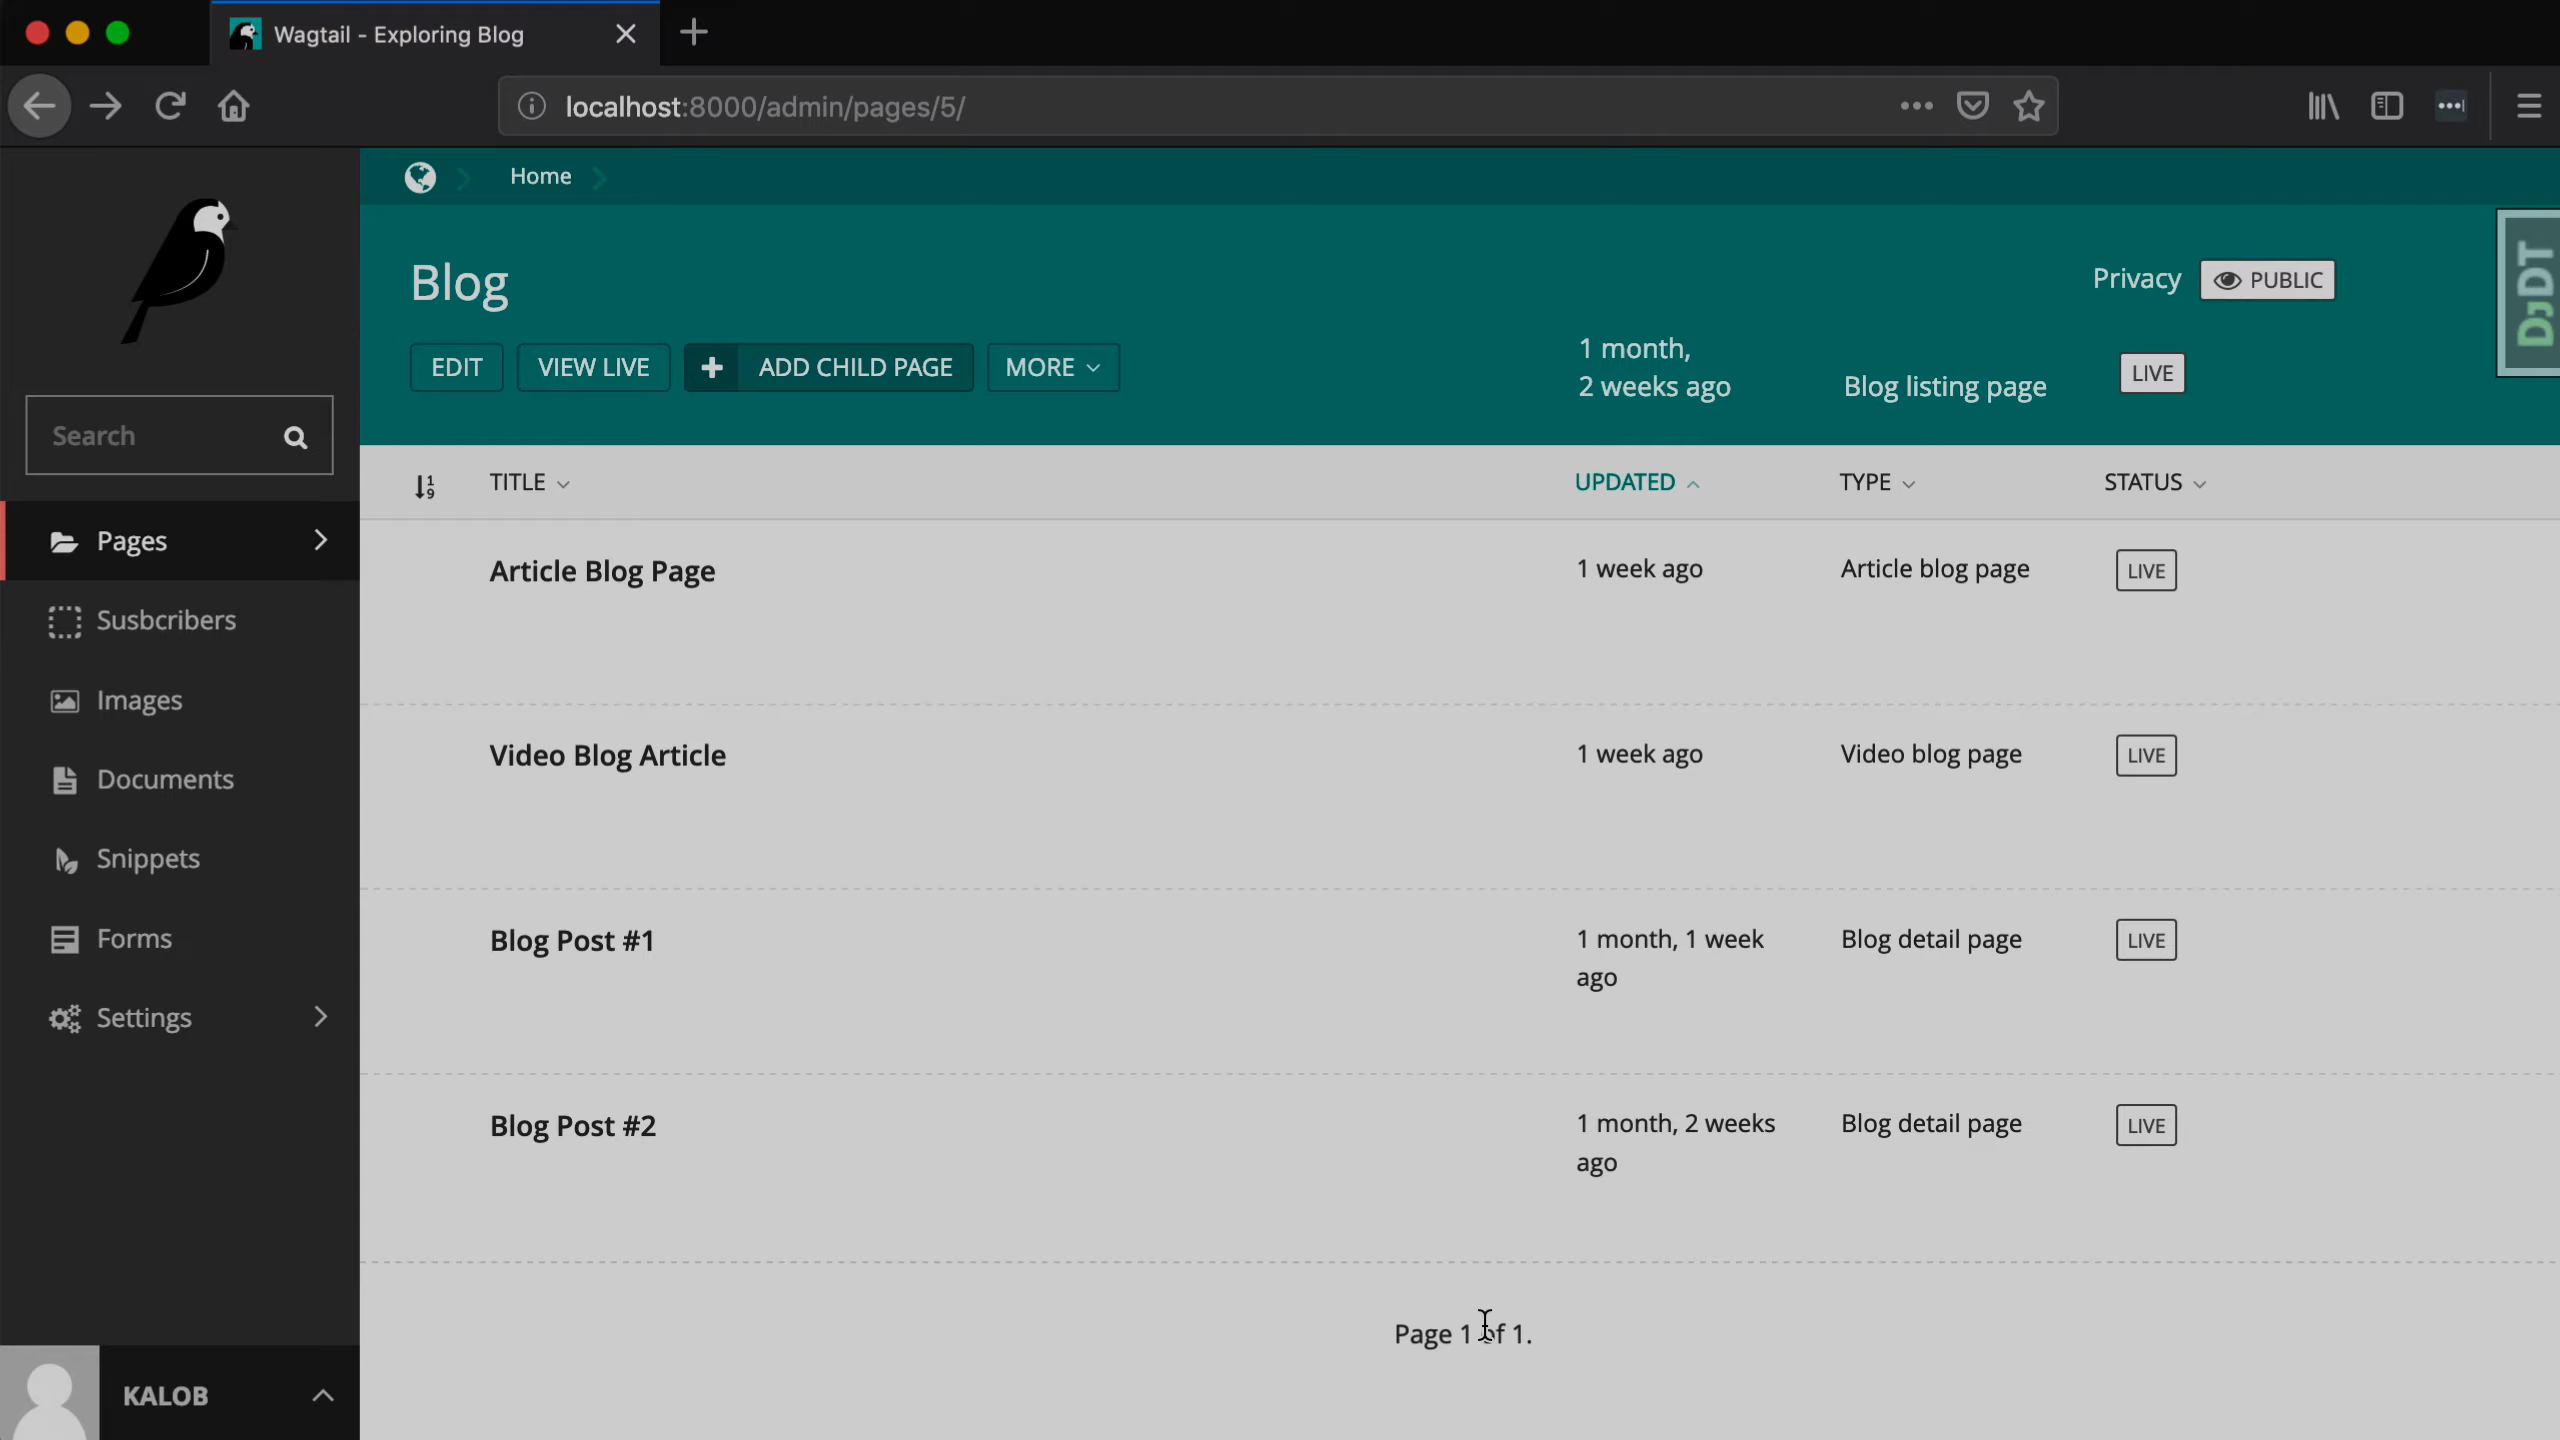 Wagtail - Exploring Blog
localhost:8000/admin/pages/5/
Home
Blog
Privacy PUBLIC
EDIT VIEW LIVE ADD CHILD PAGE MORE
1 month,
2 weeks ago
Blog listing page
LIVE
DJDT
Search
Pages
Susbcribers
Images
Documents
Snippets
Forms
Settings
KALOB
TITLE UPDATED TYPE STATUS
Article Blog Page 1 week ago Article blog page LIVE
Video Blog Article 1 week ago Video blog page LIVE
Blog Post #1 1 month, 1 week Blog detail page LIVE
ago
Blog Post #2 1 month, 2 weeks Blog detail page LIVE
ago
Page 1 of 1.